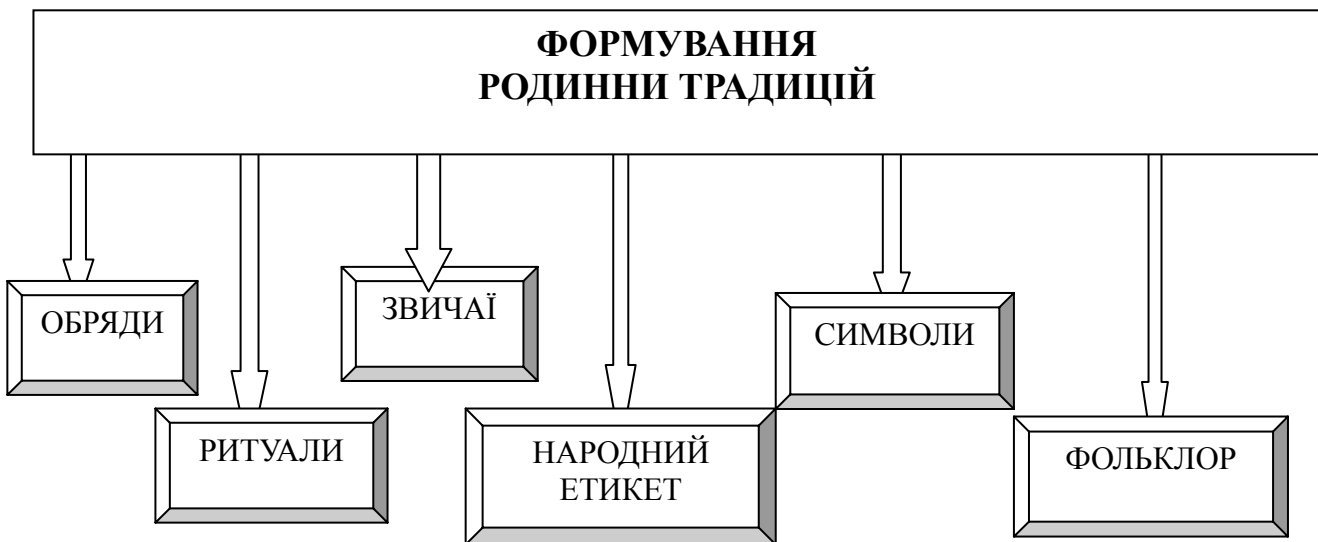 ФОРМУВАННЯ
РОДИННИ ТРАДИЦІЙ
ОБРЯДИ
РИТУАЛИ
ЗВИЧАЇ
НАРОДНИЙ
ЕТИКЕТ
СИМВОЛИ
ФОЛЬКЛОР